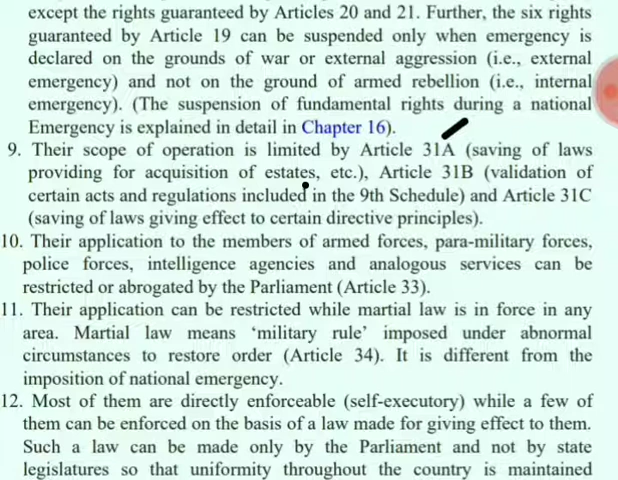 except the rights guaranteed by Articles 20 and 21. Further, the six rights
guaranteed by Article 19 can be suspended only when emergency is
declared on the grounds of war or external aggression (i.e., external
emergency) and not on the ground of armed rebellion (i.e., internal
emergency). (The suspension of fundamental rights during a national
Emergency is explained in detail in Chapter 16).
9. Their scope of operation is limited by Article 31A (saving of laws
providing for acquisition of estates, etc.), Article 31B (validation of
certain acts and regulations included in the 9th Schedule) and Article 31C
(saving of laws giving effect to certain directive principles).
10. Their application to the members of armed forces, para-military forces,
police forces, intelligence agencies and analogous services can be
restricted or abrogated by the Parliament (Article 33).
11. Their application can be restricted while martial law is in force in any
area. Martial law means ‘military rule’ imposed under abnormal
circumstances to restore order (Article 34). It is different from the
imposition of national emergency.
12. Most of them are directly enforceable (self-executory) while a few of
them can be enforced on the basis of a law made for giving effect to them.
Such a law can be made only by the Parliament and not by state
legislatures so that uniformity throughout the country is maintained